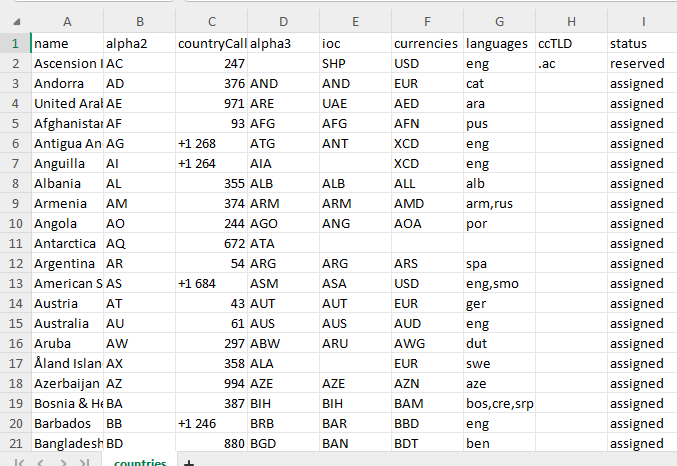 A B C D E F G H I
1 name alpha2 countryCall alpha3 ioc currencies languages ccTLD status
2 Ascension I AC 247 SHP USD eng .ac reserved
3 Andorra AD 376 AND AND EUR cat assigned
4 United Aral AE 971 ARE UAE AED ara assigned
5 Afghanistar AF 93 AFG AFG AFN pus assigned
6 Antigua An AG +1 268 ATG ANT XCD eng assigned
7 Anguilla AI +1 264 AIA XCD eng assigned
8 Albania AL 355 ALB ALB ALL alb assigned
9 Armenia AM 374 ARM ARM AMD arm,rus assigned
10 Angola AO 244 AGO ANG AOA por assigned
11 Antarctica AQ 672 ATA assigned
12 Argentina AR 54 ARG ARG ARS spa assigned
13 American S AS +1 684 ASM ASA USD eng,smo assigned
14 Austria AT 43 AUT AUT EUR ger assigned
15 Australia AU 61 AUS AUS AUD eng assigned
16 Aruba AW 297 ABW ARU AWG dut assigned
17 Åland Islan AX 358 ALA EUR swe assigned
18 Azerbaijan AZ 994 AZE AZE AZN aze assigned
19 Bosnia & He BA 387 BIH BIH BAM bos,cre,srp assigned
20 Barbados BB +1 246 BRB BAR BBD eng assigned
21 Bangladesh BD 880 BGD BAN BDT ben assigned
countries